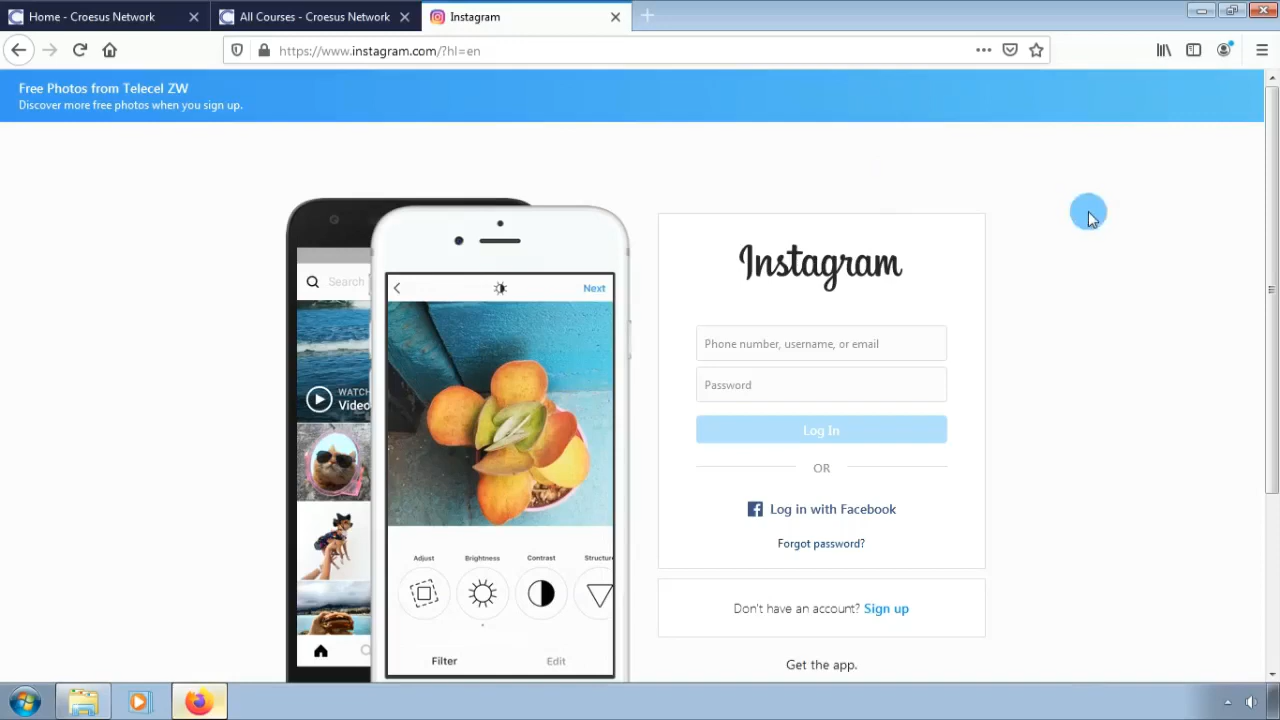 Home - Croesus Network
All Courses - Croesus Network
Instagram
https://www.instagram.com/?hl=en
Free Photos from Telecel ZW
Discover more free photos when you sign up.
Search
Next
WATCH
Video
Adjust
Brightness
Contrast
Structure
Filter
Edit
Instagram
Phone number, username, or email
Password
Log In
OR
Log in with Facebook
Forgot password?
Don't have an account? Sign up
Get the app.